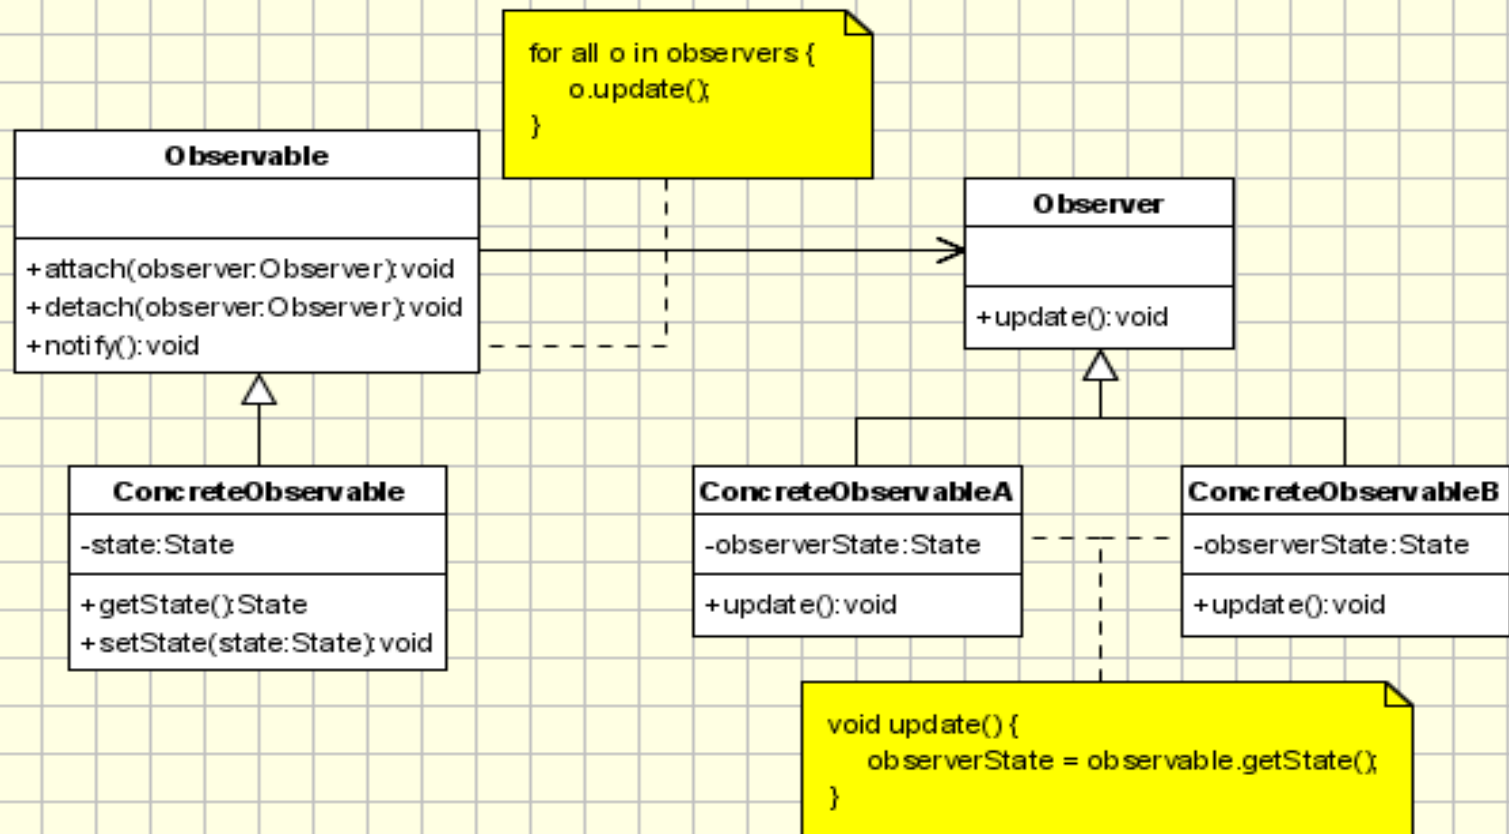 for all o in observers {
o.update();
}
Observable
+attach(observer:Observer):void
+detach(observer:Observer):void
+notify():void
Observer
+update():void
ConcreteObservable
-state:State
+getState():State
+setState(state:State):void
ConcreteObservableA
-observerState:State
+update():void
ConcreteObservableB
-observerState:State
+update():void
void update() {
observerState = observable.getState();
}